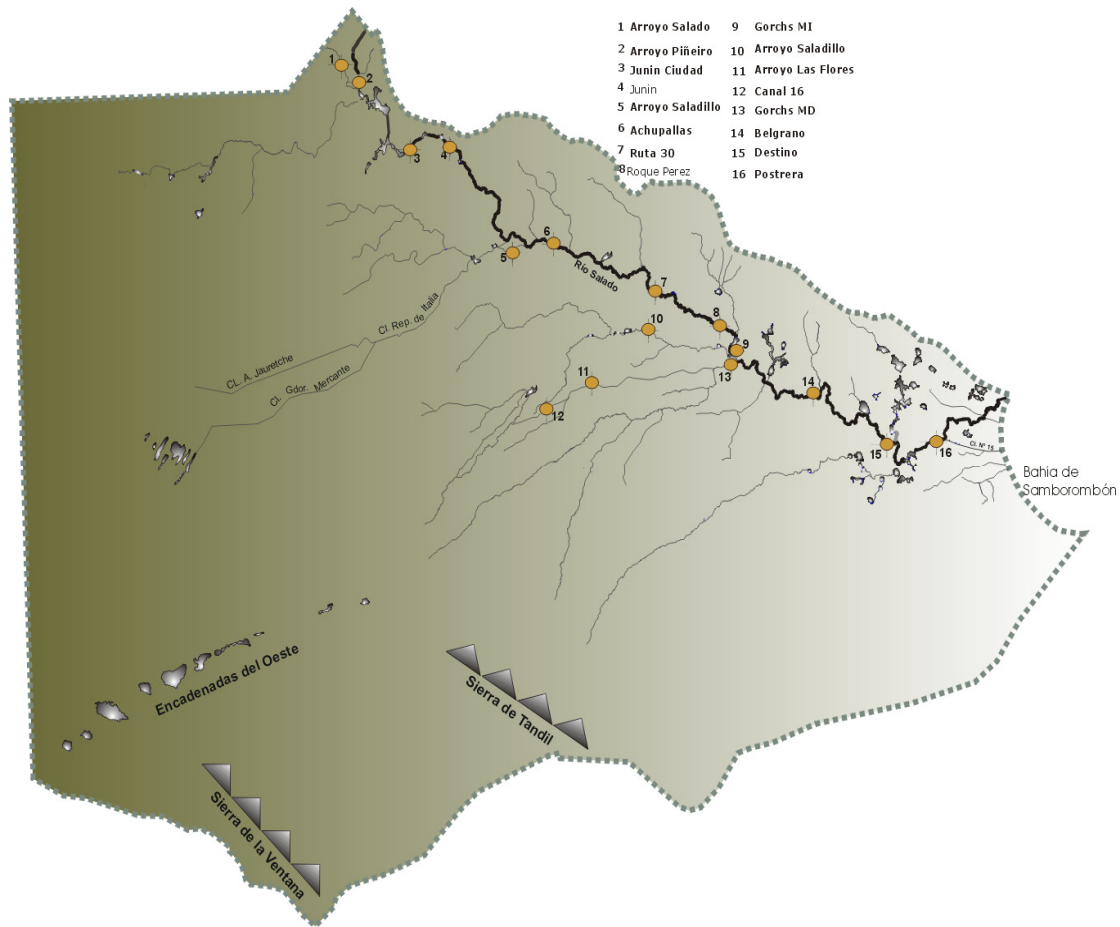 1 Arroyo Salado
2 Arroyo Piñeiro
3 Junin Ciudad
4 Junin
5 Arroyo Saladillo
6 Achupallas
7 Ruta 30
8 Roque Perez
9 Gorchs MI
10 Arroyo Saladillo
11 Arroyo Las Flores
12 Canal 16
13 Gorchs MD
14 Belgrano
15 Destino
16 Postrera
1
2
3
4
5
6
Río Salado
7
8
9
10
11
12
13
14
15
16
Cl. Nº 15
Cl. Rep. de Italia
CL. A. Jauretche
Cl. Gdor. Mercante
Bahia de
Samborombón
Encadenadas del Oeste
Sierra de Tandil
Sierra de la Ventana